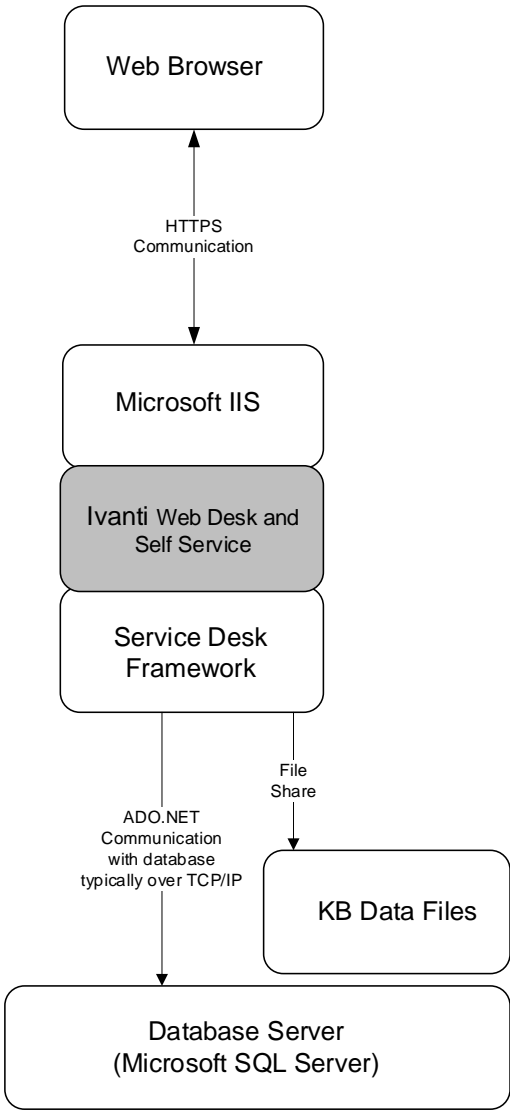 Web Browser
HTTPS
Communication
Microsoft IIS
Ivanti Web Desk and
Self Service
Service Desk
Framework
File
Share
ADO.NET
Communication
with database
typically over TCP/IP
KB Data Files
Database Server
(Microsoft SQL Server)